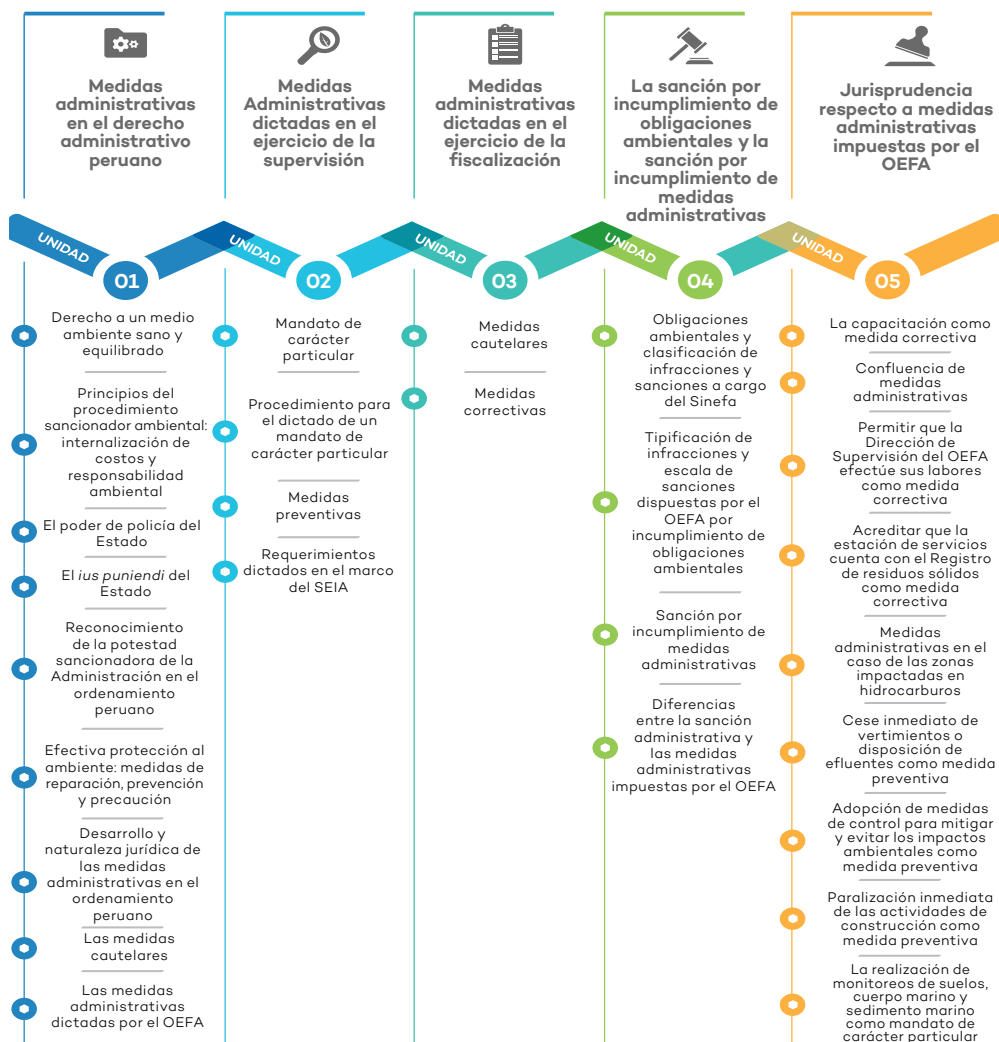 Medidas
administrativas
en el derecho
administrativo
peruano
UNIDAD
01
Derecho a un medio
ambiente sano y
equilibrado
Principios del
procedimiento
sancionador ambiental:
internalización de
costos y
responsabilidad
ambiental
El poder de policía del
Estado
El ius puniendi del
Estado
Reconocimiento
de la potestad
sancionadora de la
Administración en el
ordenamiento
peruano
Efectiva protección al
ambiente: medidas de
reparación, prevención
y precaución
Desarrollo y
naturaleza jurídica de
las medidas
administrativas en el
ordenamiento
peruano
Las medidas
cautelares
Las medidas
administrativas
dictadas por el OEFA
Medidas
Administrativas
dictadas en el
ejercicio de la
supervisión
UNIDAD
02
Mandato de
carácter
particular
Procedimiento para
el dictado de un
mandato de
carácter particular
Medidas
preventivas
Requerimientos
dictados en el marco
del SEIA
Medidas
administrativas
dictadas en el
ejercicio de la
fiscalización
UNIDAD
03
Medidas
cautelares
Medidas
correctivas
La sanción por
incumplimiento de
obligaciones
ambientales y la
sanción por
incumplimiento de
medidas
administrativas
UNIDAD
04
Obligaciones
ambientales y
clasificación de
infracciones y
sanciones a cargo
del Sinefa
Tipificación de
infracciones y
escala de
sanciones
dispuestas por el
OEFA por
incumplimiento de
obligaciones
ambientales
Sanción por
incumplimiento de
medidas
administrativas
Diferencias
entre la sanción
administrativa y
las medidas
administrativas
impuestas por el OEFA
Jurisprudencia
respecto a medidas
administrativas
impuestas por el
OEFA
UNIDAD
05
La capacitación como
medida correctiva
Confluencia de
medidas
administrativas
Permitir que la
Dirección de
Supervisión del OEFA
efectúe sus labores
como medida
correctiva
Acreditar que la
estación de servicios
cuenta con el Registro
de residuos sólidos
como medida
correctiva
Medidas
administrativas en el
caso de las zonas
impactadas en
hidrocarburos
Cese inmediato de
vertimientos o
disposición de
efluentes como medida
preventiva
Adopción de medidas
de control para mitigar
y evitar los impactos
ambientales como
medida preventiva
Paralización inmediata
de las actividades de
construcción como
medida preventiva
La realización de
monitoreos de suelos,
cuerpo marino y
sedimento marino
como mandato de
carácter particular